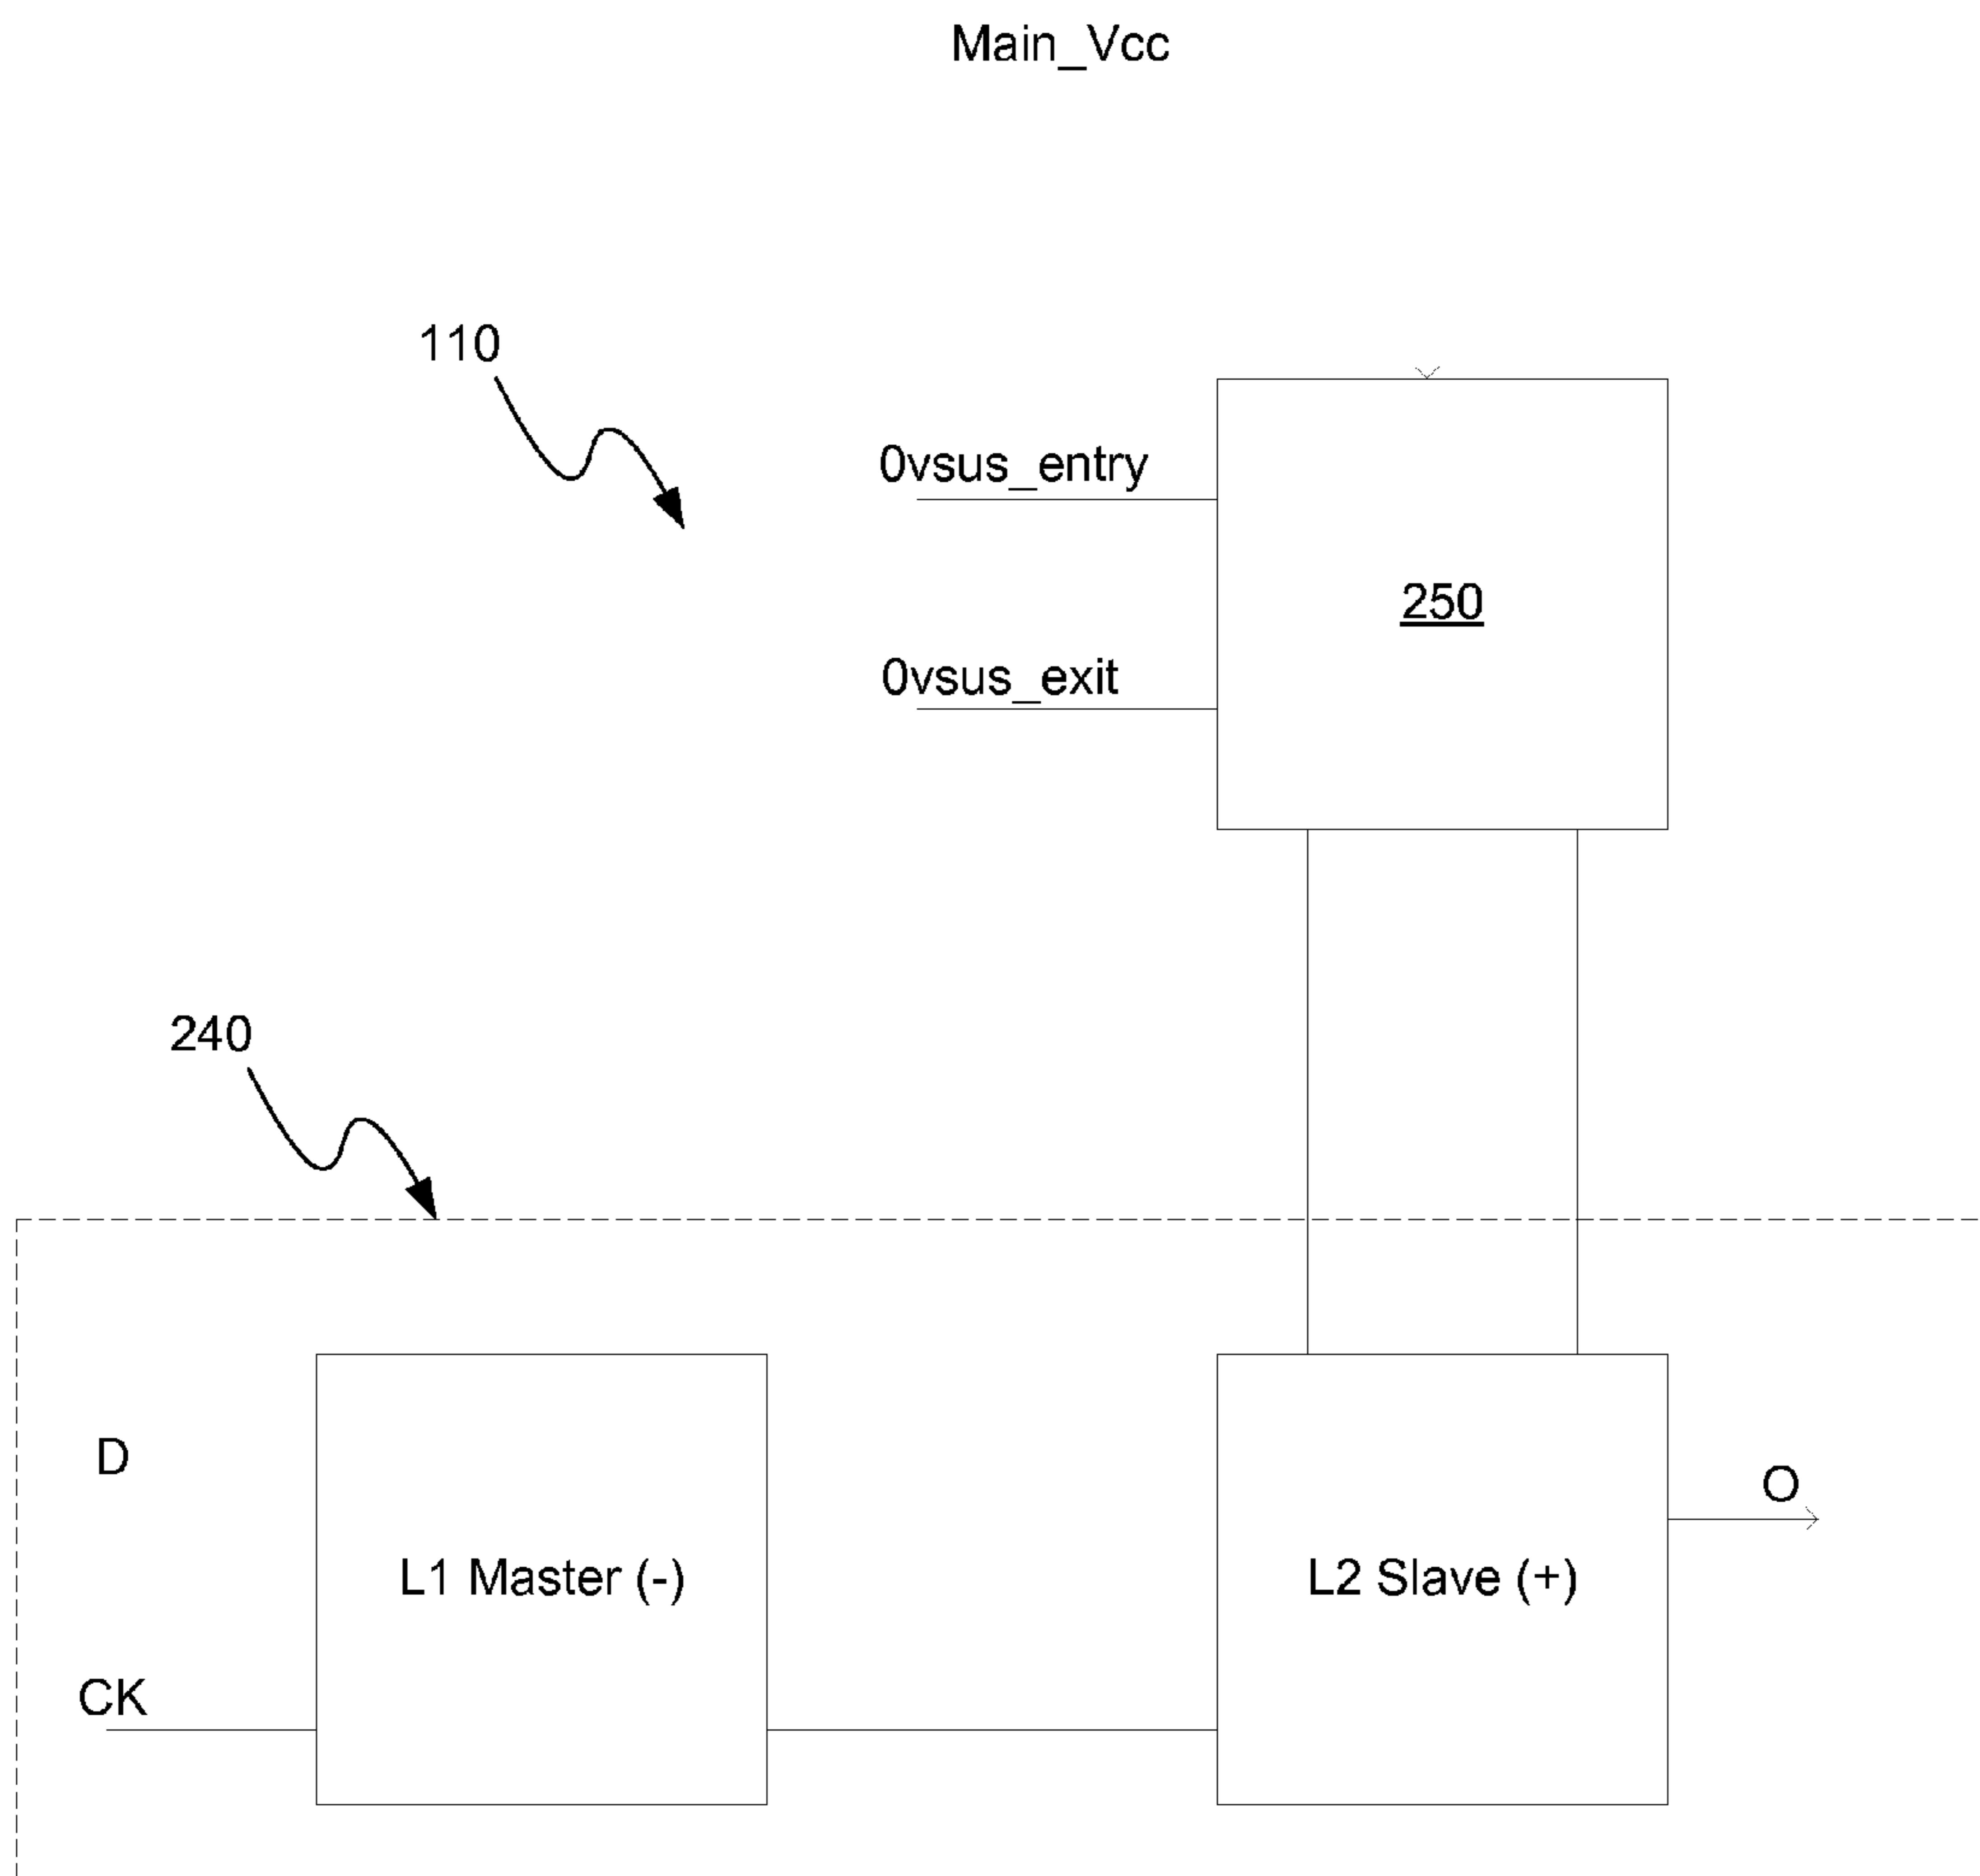 Main_Vcc
110
0vsus_entry
250
0vsus_exit
240
D
O
L1 Master (-)
L2 Slave (+)
CK